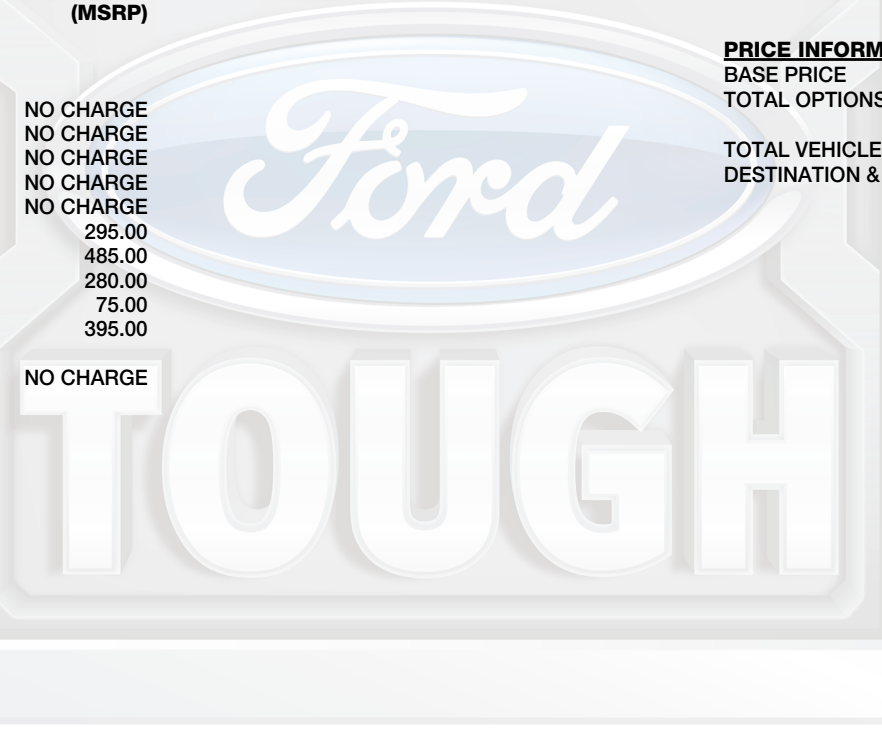 (MSRP)
NO CHARGE
NO CHARGE
NO CHARGE
NO CHARGE
NO CHARGE
295.00
485.00
280.00
75.00
395.00
NO CHARGE
PRICE INFORM
BASE PRICE
TOTAL OPTIONS
TOTAL VEHICLE
DESTINATION &
Ford
TOUGH